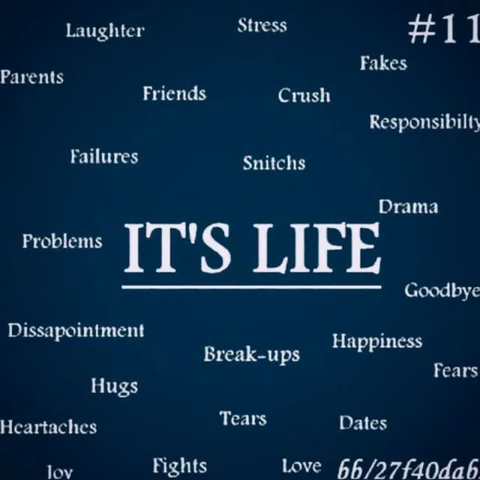 Laughter
Stress
#11
Parents
Fakes
Friends
Crush
Responsibilty
Failures
Snitchs
Drama
Problems
IT'S LIFE
Goodbye
Dissapointment
Break-ups
Happiness
Fears
Hugs
Heartaches
Tears
Dates
Joy
Fights
Love